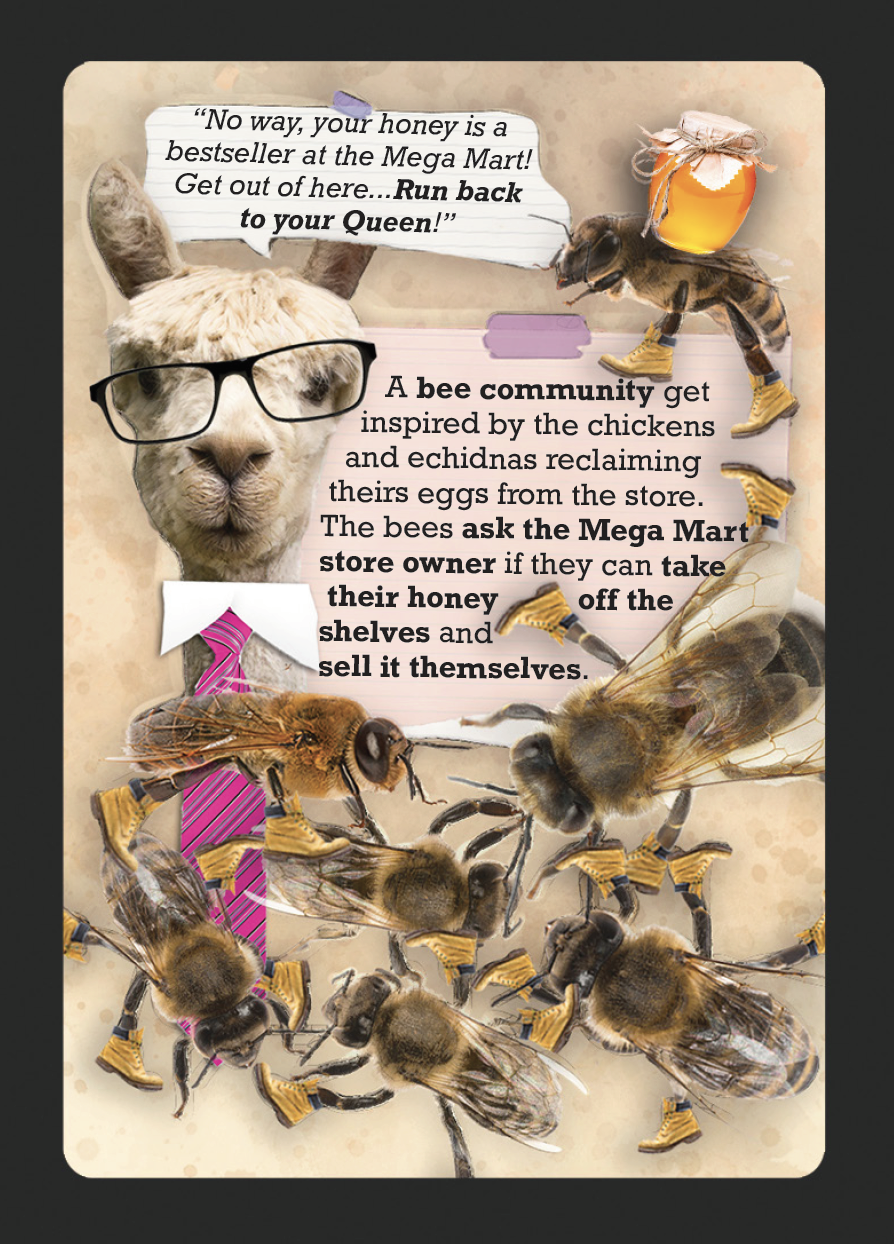 “No way, your honey is a
bestseller at the Mega Mart!
Get out of here...Run back
to your Queen!”
A bee community get
inspired by the chickens
and echidnas reclaiming
theirs eggs from the store.
The bees ask the Mega Mart
store owner if they can take
their honey off the
shelves and
sell it themselves.